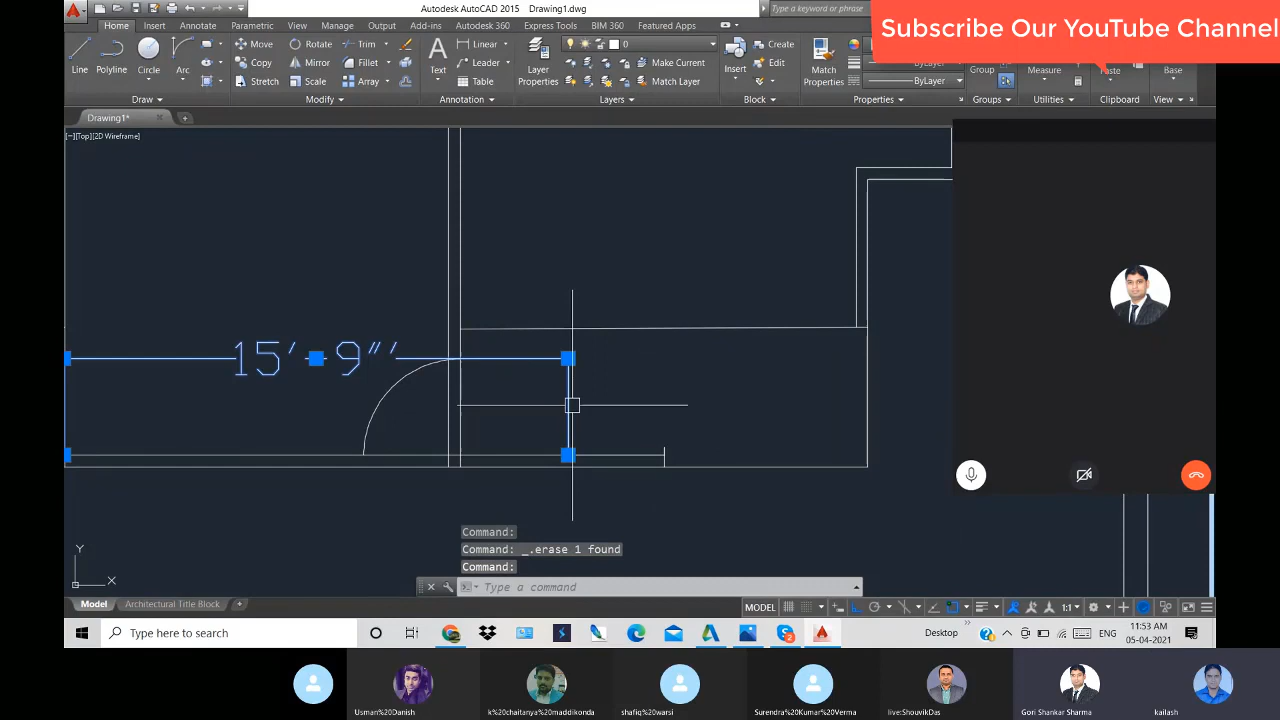 Autodesk AutoCAD 2015 Drawing1.dwg
Type a keyword or phrase
Subscribe Our YouTube Channel
Home Insert Annotate Parametric View Manage Output Add-ins Autodesk 360 Express Tools BIM 360 Featured Apps
Line Polyline Circle Arc
Move Rotate Trim
Copy Mirror Fillet
Stretch Scale Array
Text
Linear
Leader
Table
Layer
Properties
0
Make Current
Match Layer
Insert
Create
Edit
Match
Properties
ByLayer
ByLayer
Group
Measure
Paste
Base
Draw Modify Annotation Layers Block Properties Groups Utilities Clipboard View
Drawing1*
[−][Top][2D Wireframe]
15' 9"'
Y
X
Command:
Command: _.erase 1 found
Command:
Type a command
Model Architectural Title Block
MODEL
1:1
Type here to search
Desktop
ENG
11:53 AM
05-04-2021
Usman%20Danish
k%20chaitanya%20maddikonda
shafiq%20warsi
Surendra%20Kumar%20Verma
live:ShouvikDas
Gori Shankar Sharma
kailash